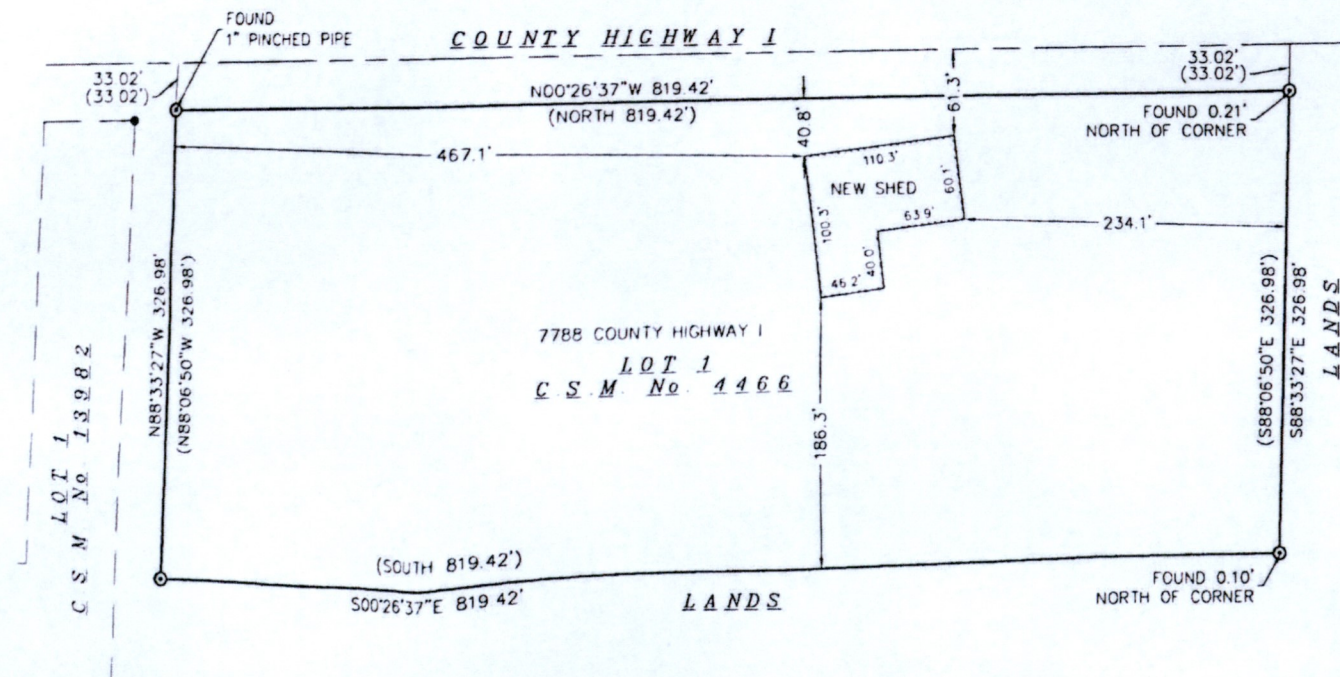 FOUND
1" PINCHED PIPE
COUNTY HIGHWAY I
33.02'
(33.02')
33.02'
(33.02')
N00°26'37"W 819.42'
(NORTH 819.42')
FOUND 0.21'
NORTH OF CORNER
61.3'
40.8'
467.1'
110.3'
NEW SHED
60.1'
63.9'
100.3'
40.0'
46.2'
234.1'
7788 COUNTY HIGHWAY I
LOT 1
C.S.M. No. 4466
186.3'
N88°33'27"W 326.98'
(N88°06'50"W 326.98')
LOT 1
C.S.M No 13982
(S88°06'50"E 326.98')
S88°33'27"E 326.98'
LANDS
(SOUTH 819.42')
S00°26'37"E 819.42'
LANDS
FOUND 0.10'
NORTH OF CORNER